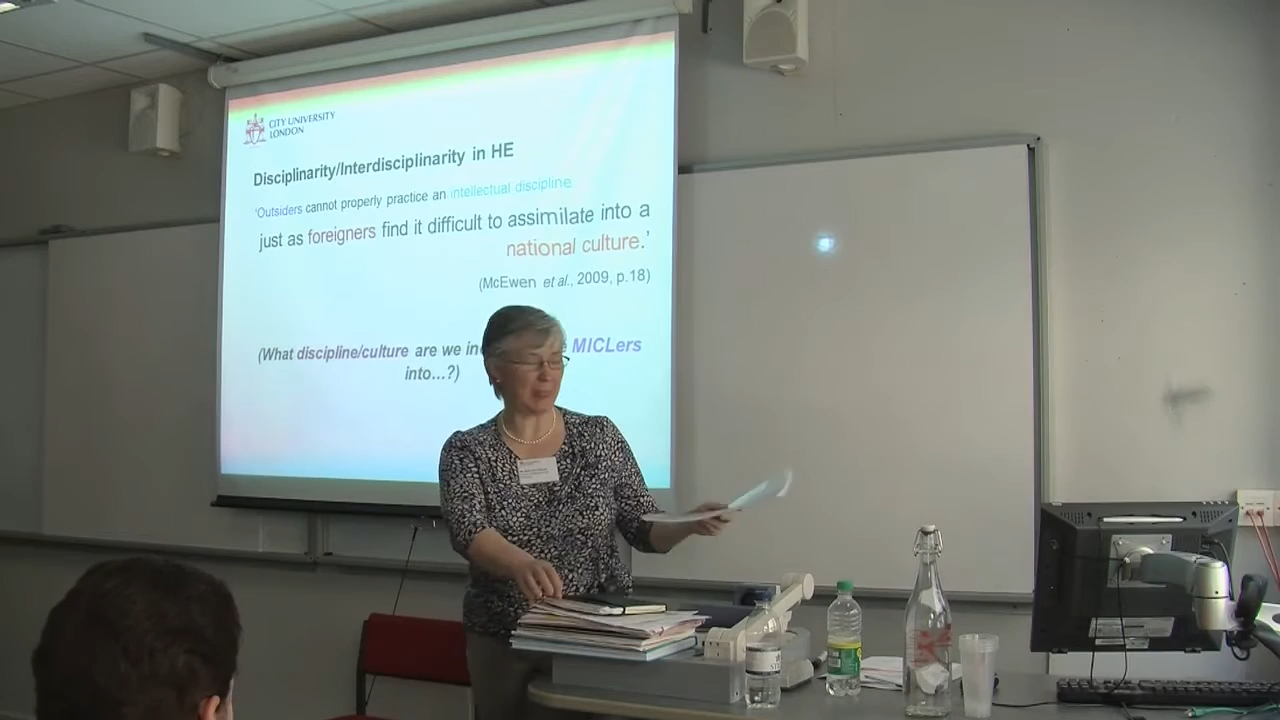 CITY UNIVERSITY
LONDON
Disciplinarity/Interdisciplinarity in HE
‘Outsiders cannot properly practice an intellectual discipline
just as foreigners find it difficult to assimilate into a
national culture.’
(McEwen et al., 2009, p.18)
(What discipline/culture are we MICLers
into...?)